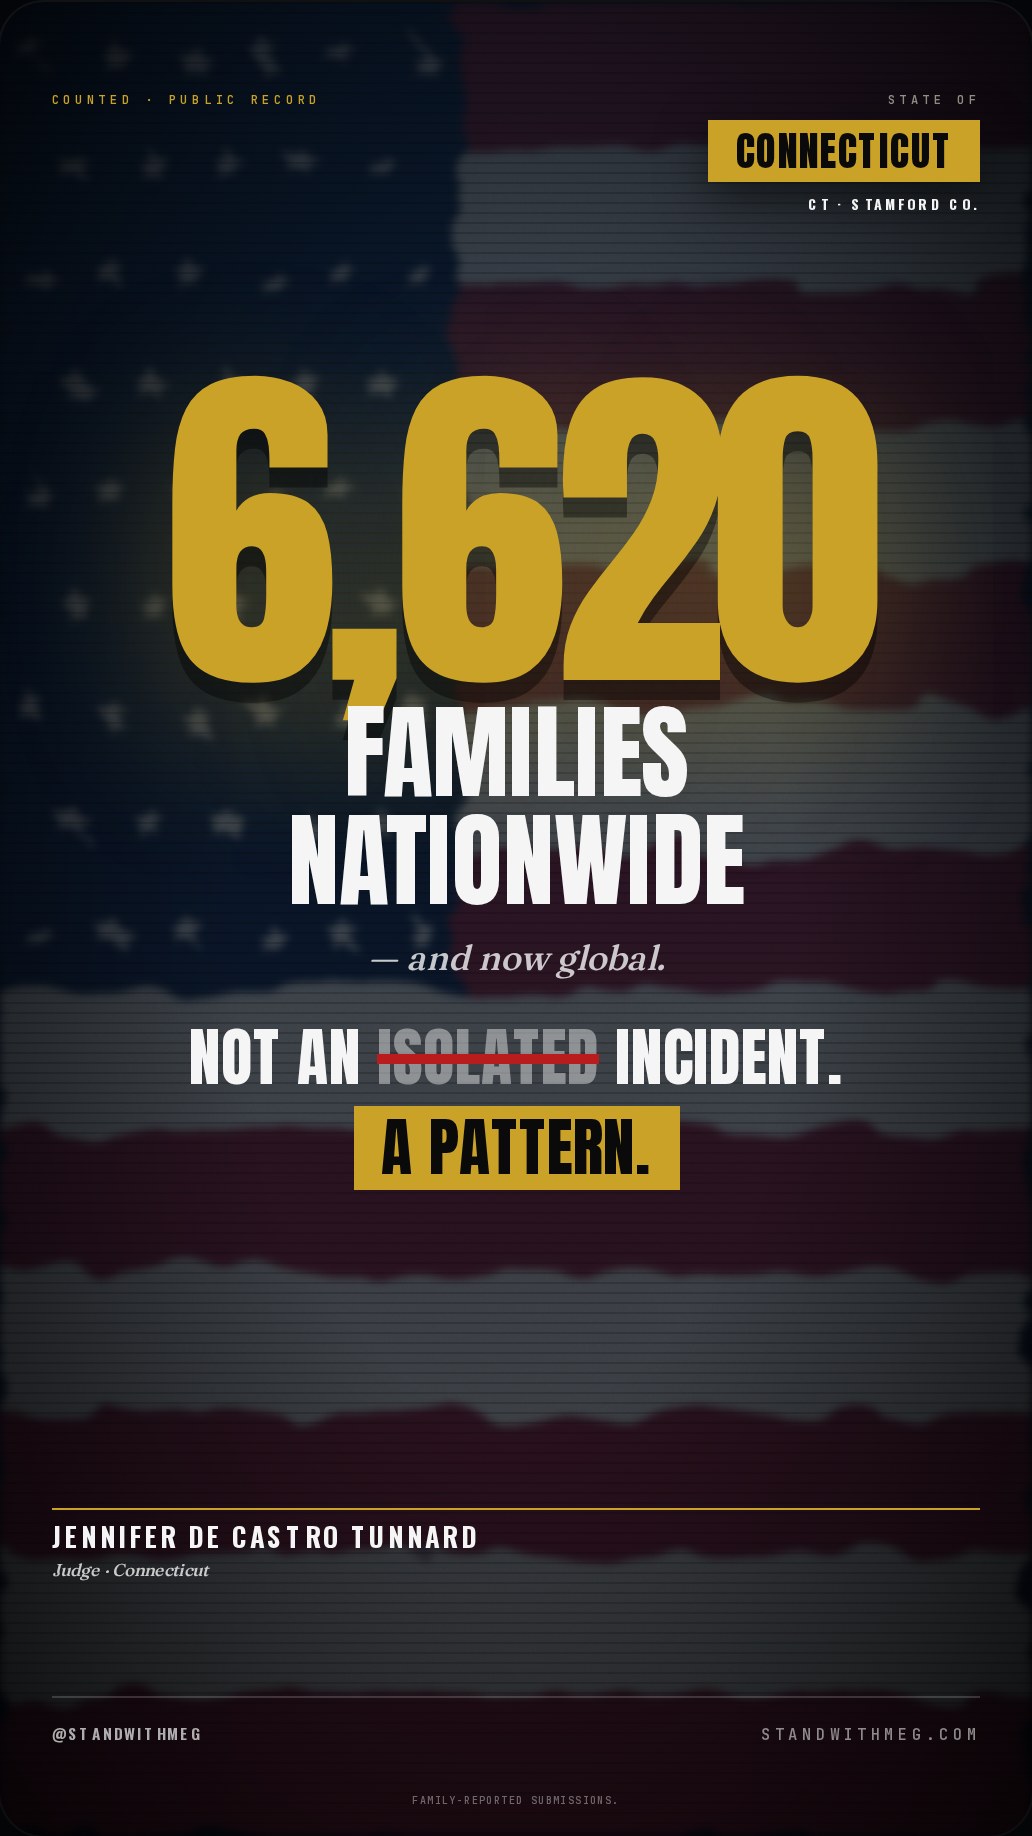 COUNTED · PUBLIC RECORD
STATE OF
CONNECTICUT
CT · STAMFORD CO.
6,620
FAMILIES
NATIONWIDE
— and now global.
NOT AN ISOLATED INCIDENT.
A PATTERN.
JENNIFER DE CASTRO TUNNARD
Judge · Connecticut
@STANDWITHMEG
STANDWITHMEG.COM
FAMILY-REPORTED SUBMISSIONS.